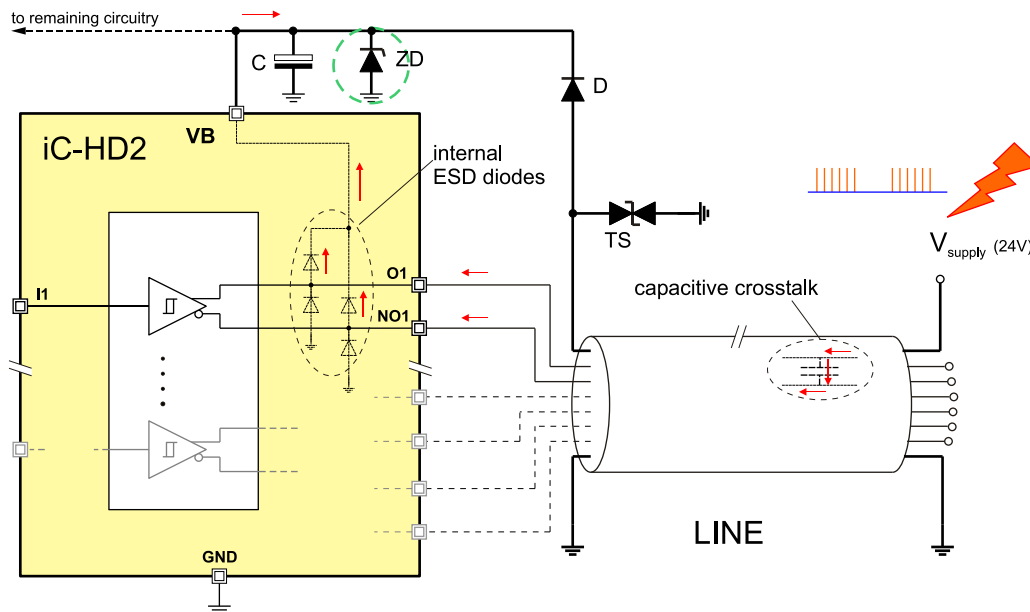 to remaining circuitry
C
ZD
D
VB
iC-HD2
internal
ESD diodes
TS
Vsupply (24V)
O1
I1
capacitive crosstalk
NO1
LINE
GND